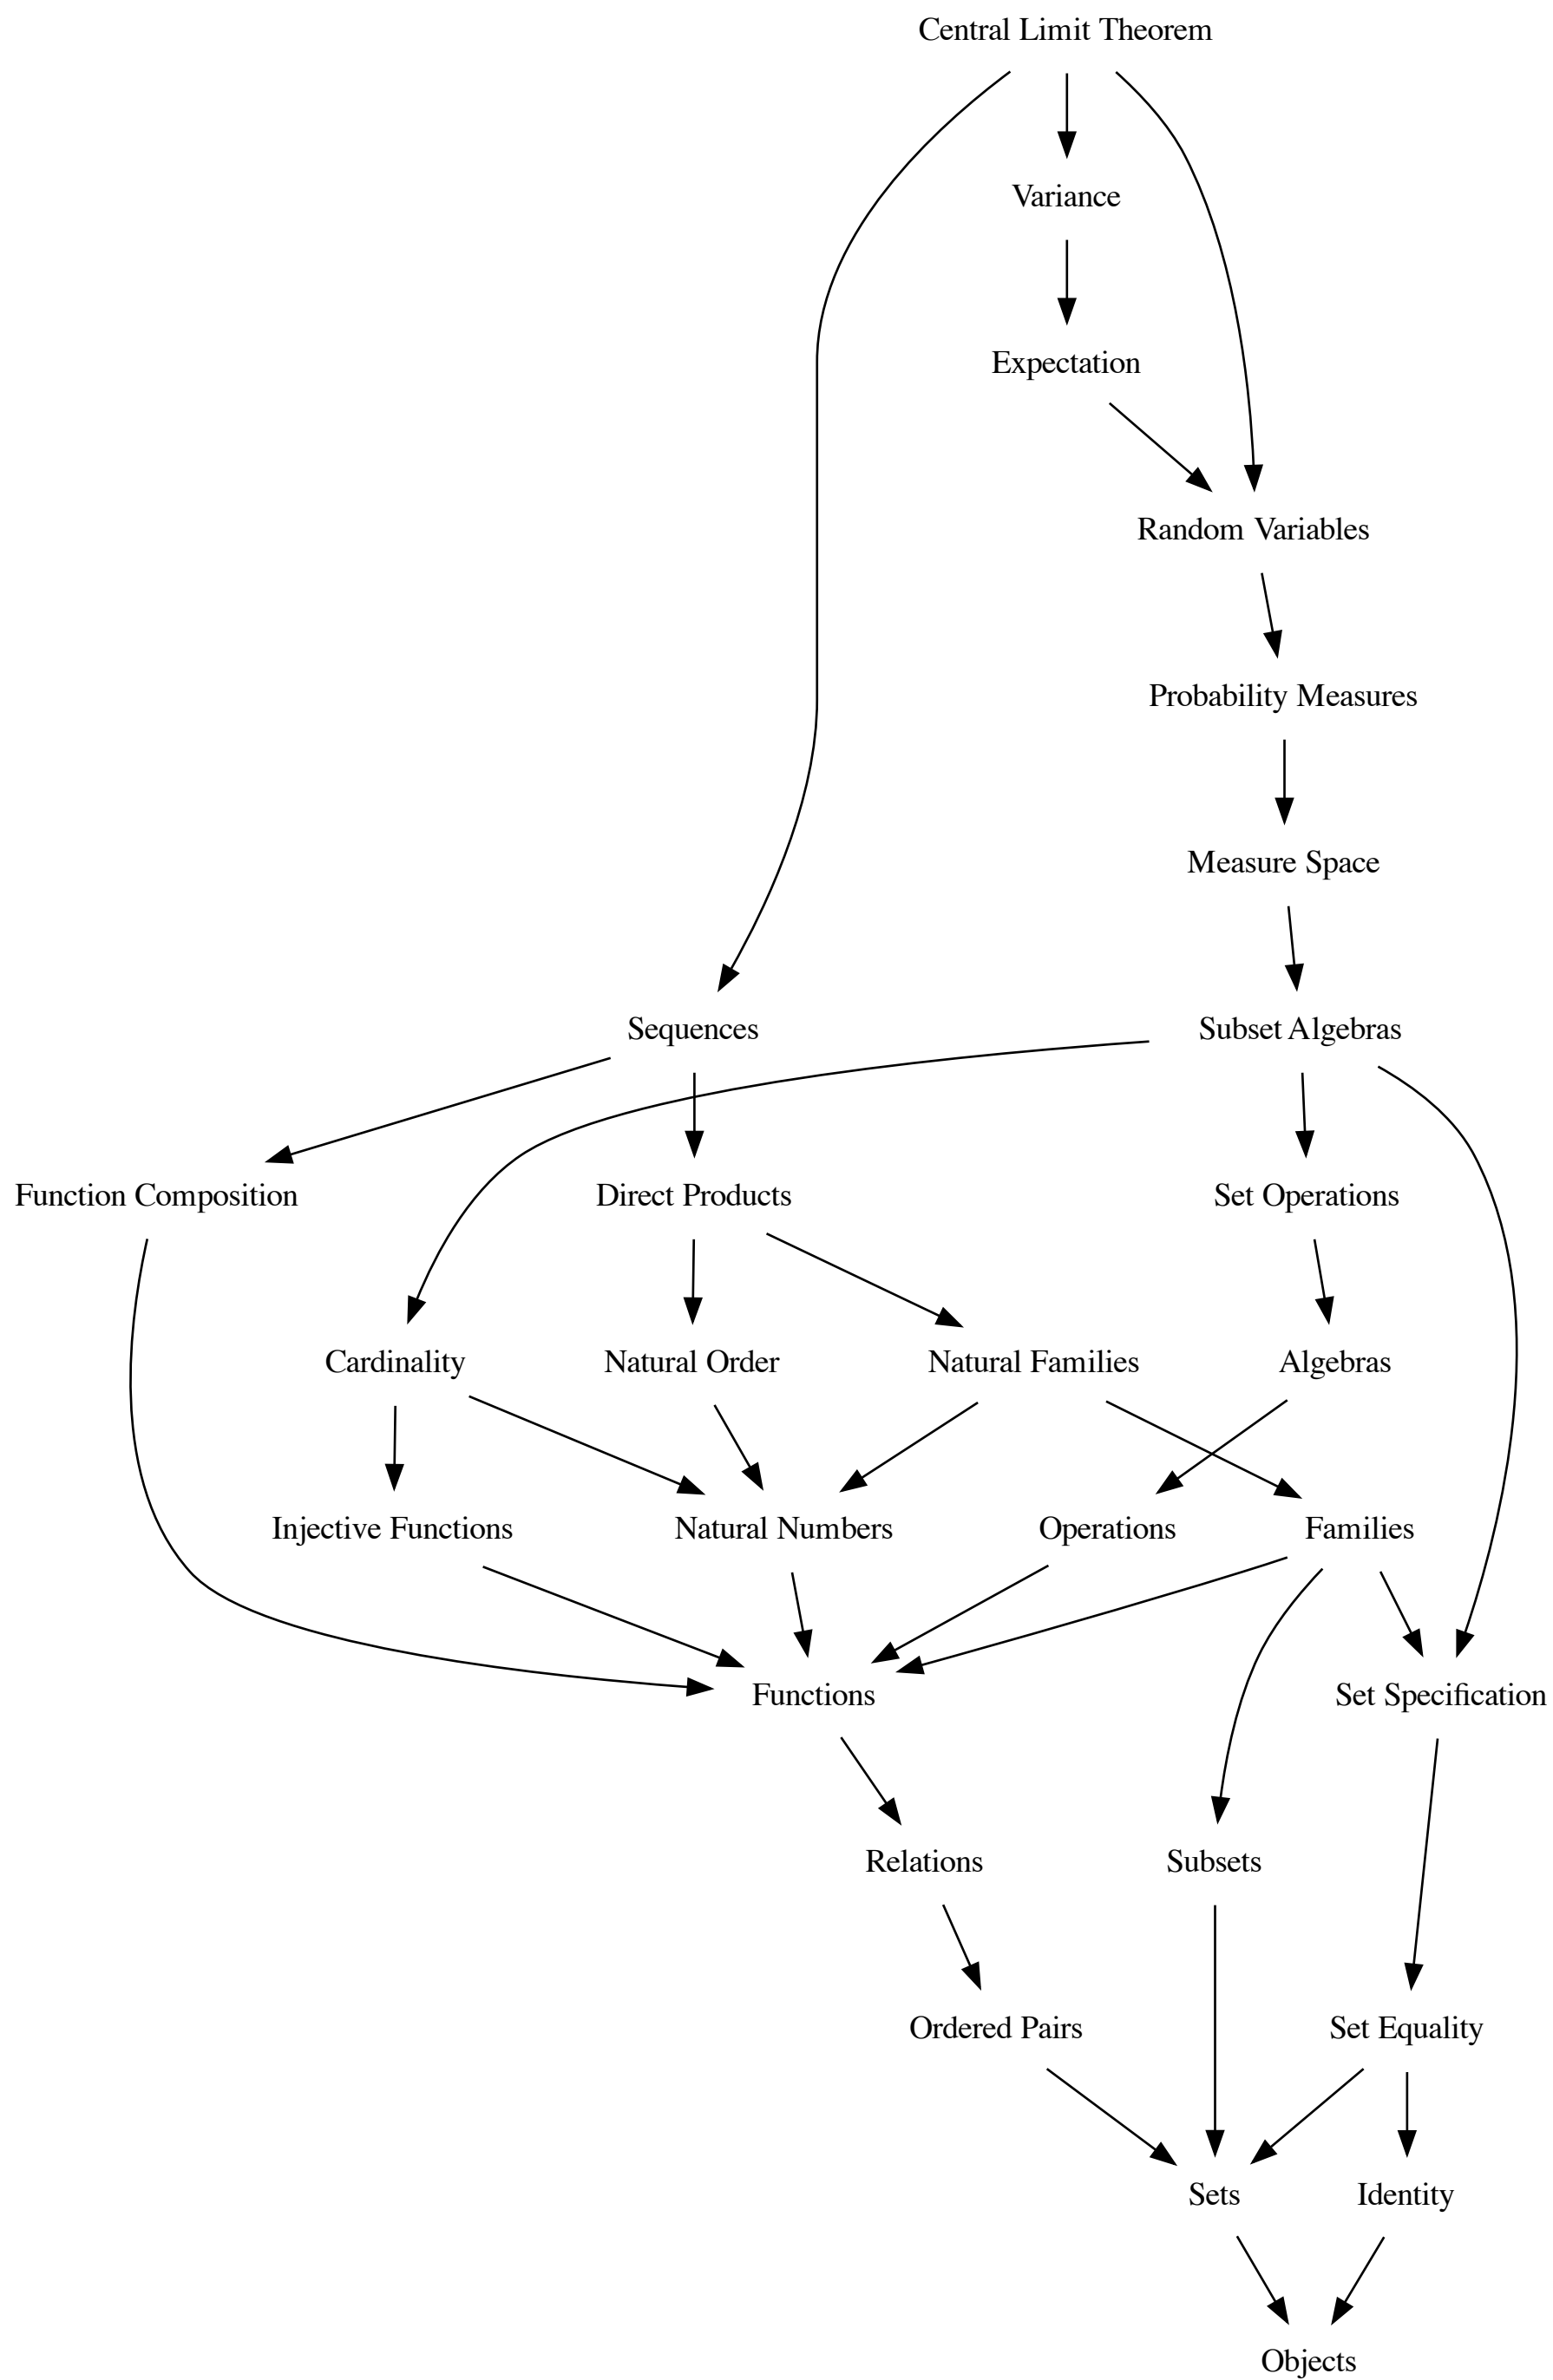 Central Limit Theorem
Variance
Expectation
Random Variables
Probability Measures
Measure Space
Sequences
Subset Algebras
Function Composition
Direct Products
Set Operations
Cardinality
Natural Order
Natural Families
Algebras
Injective Functions
Natural Numbers
Operations
Families
Functions
Set Specification
Relations
Subsets
Ordered Pairs
Set Equality
Sets
Identity
Objects